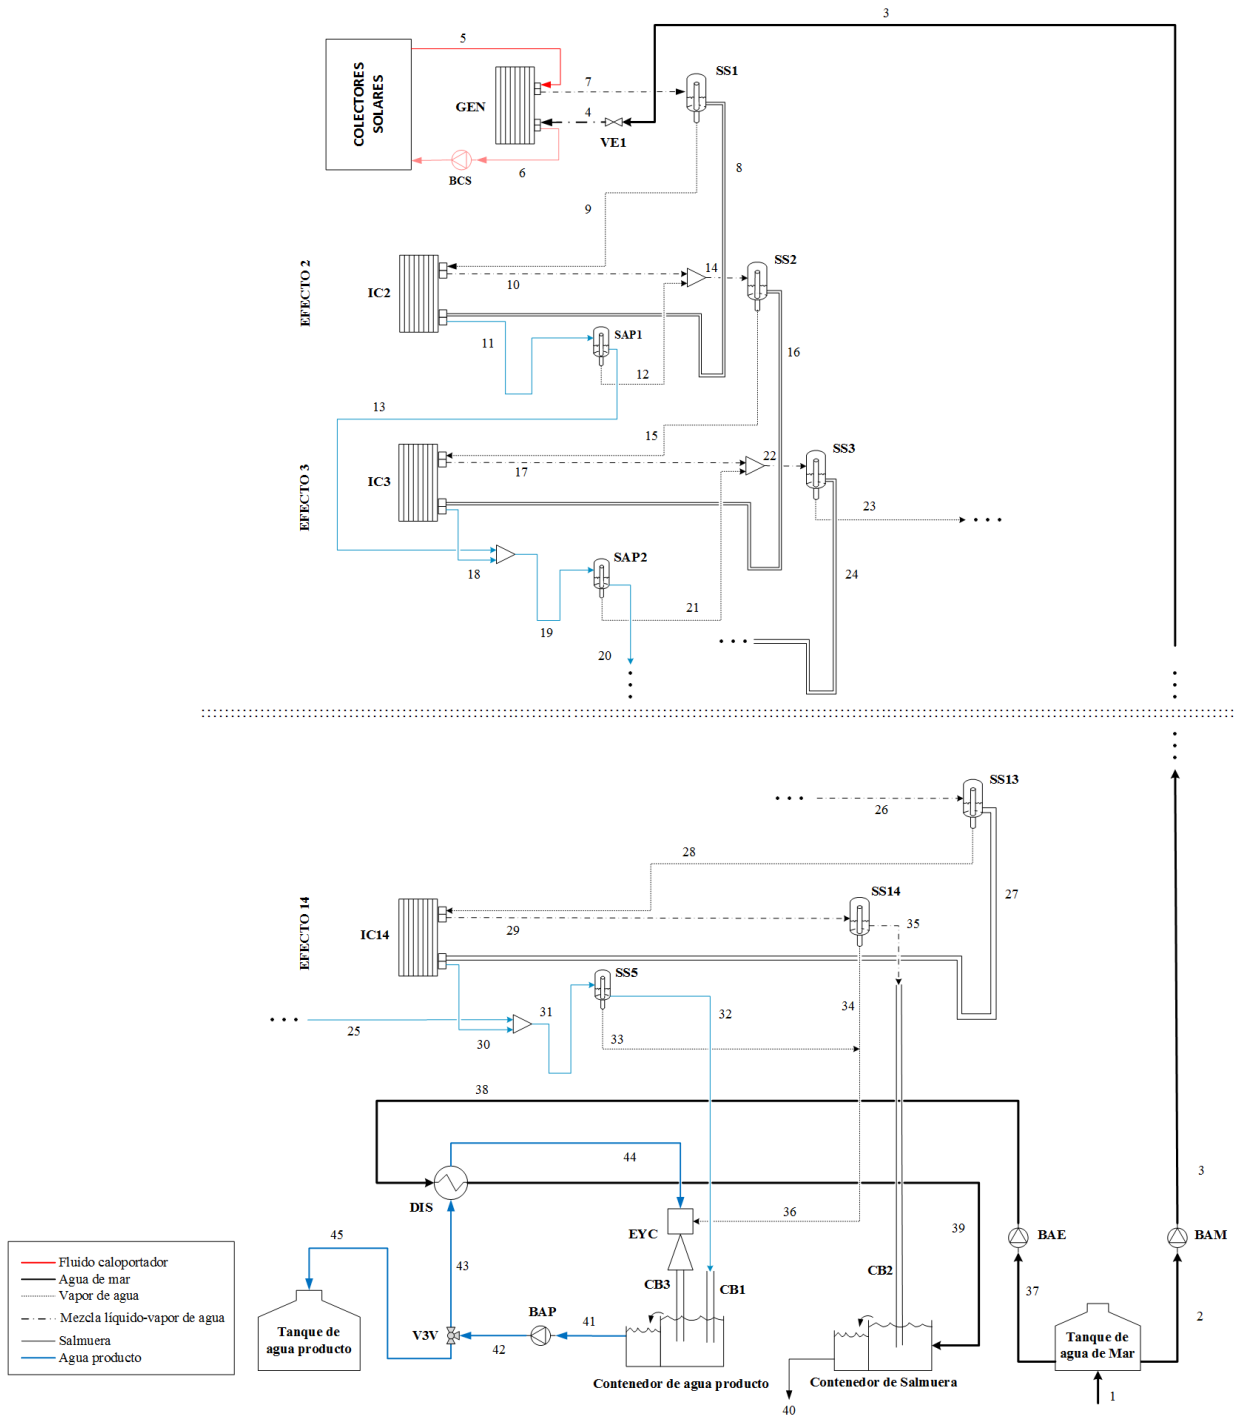 3
5
COLECTORES
SOLARES
GEN
7
SS1
4
VE1
6
BCS
8
9
EFECTO 2
IC2
10
14
SS2
11
SAP1
12
16
13
15
EFECTO 3
IC3
17
22
SS3
23
18
SAP2
19
21
24
20
26
SS13
28
27
EFECTO 14
IC14
29
SS14
35
SS5
34
25
30
31
32
33
38
44
3
DIS
36
EYC
39
BAE
BAM
45
43
CB3
CB1
CB2
37
Fluido caloportador
Agua de mar
Vapor de agua
Mezcla líquido-vapor de agua
Salmuera
Agua producto
Tanque de
agua producto
V3V
42
BAP
41
2
Tanque de
agua de Mar
Contenedor de agua producto
Contenedor de Salmuera
40
1